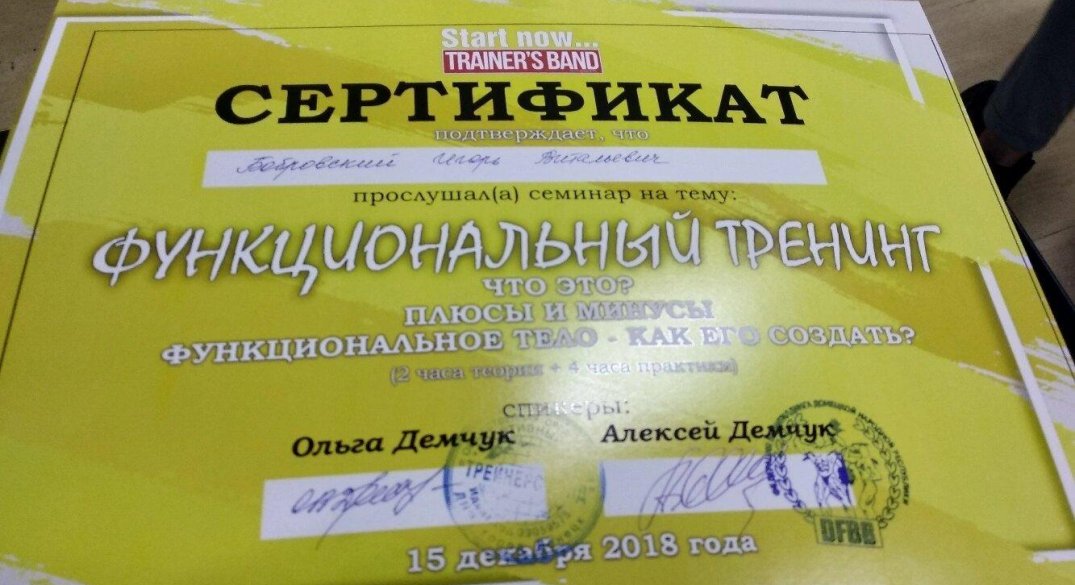 Start now...
TRAINER'S BAND
СЕРТИФИКАТ
подтверждает, что
Бобровский Игорь Витальевич
прослушал(а) семинар на тему:
ФУНКЦИОНАЛЬНЫЙ ТРЕНИНГ
ЧТО ЭТО?
ПЛЮСЫ И МИНУСЫ
ФУНКЦИОНАЛЬНОЕ ТЕЛО - КАК ЕГО СОЗДАТЬ?
(2 часа теории + 4 часа практики)
спикеры:
Ольга Демчук Алексей Демчук
DFBB
15 декабря 2018 года